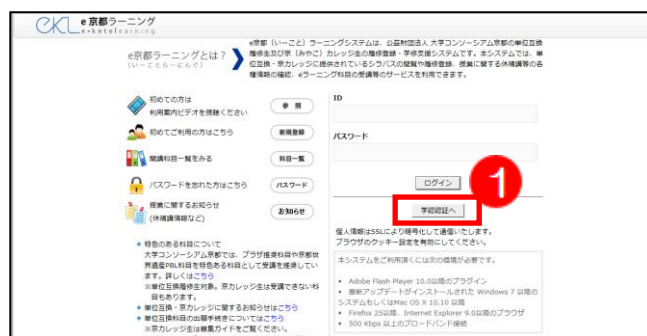 e京都ラーニング
e-kotolearning
e京都ラーニングとは？
(いーことらーにんぐ)
e京都（いーこと）ラーニングシステムは、公益財団法人 大学コンソーシアム京都の単位互換
履修生及び京（みやこ）カレッジ生の履修登録・学修支援システムです。本システムでは、単
位互換・京カレッジに提供されているシラバスの閲覧や履修登録、授業に関する休補講等の各
種情報の確認、eラーニング科目の受講等のサービスを利用できます。
初めての方は
利用案内ビデオを視聴ください
参 照
初めてご利用の方はこちら
新規登録
開講科目一覧をみる
科目一覧
パスワードを忘れた方はこちら
パスワード
授業に関するお知らせ
(休補講情報など)
お知らせ
特色のある科目について
大学コンソーシアム京都では、プラザ推奨科目や京都世
界遺産PBL科目を特色ある科目として受講を推奨してい
ます。詳しくはこちら
※単位互換履修生対象。京カレッジ生は受講できない科
目もあります。
単位互換・京カレッジに関するお知らせはこちら
単位互換科目の出願手続きについてはこちら
※京カレッジ生は募集ガイドをご覧ください。
ID
パスワード
ログイン
1
学認認証へ
個人情報はSSLにより暗号化して通信いたします。
ブラウザのクッキー設定を有効にしてください。
本システムをご利用頂くには次の環境が必要です。
Adobe Flash Player 10.0以降のプラグイン
最新アップデートがインストールされた Windows 7 以降の
システムもしくはMac OS X 10.10 以降
Firefox 25以降、Internet Explorer 9.0以降のブラウザ
500 Kbps 以上のブロードバンド接続